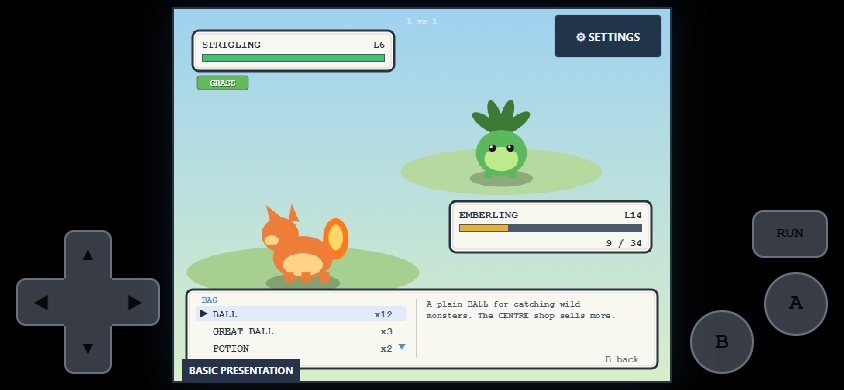 1 vs 1
SPRIGLING L6
⚙ SETTINGS
GRASS
EMBERLING L14
9 / 34
RUN
A
B
BAG
▶ BALL x12
GREAT BALL x3
POTION x2 ▼
A plain BALL for catching wild
monsters. The CENTRE shop sells more.
B back
BASIC PRESENTATION